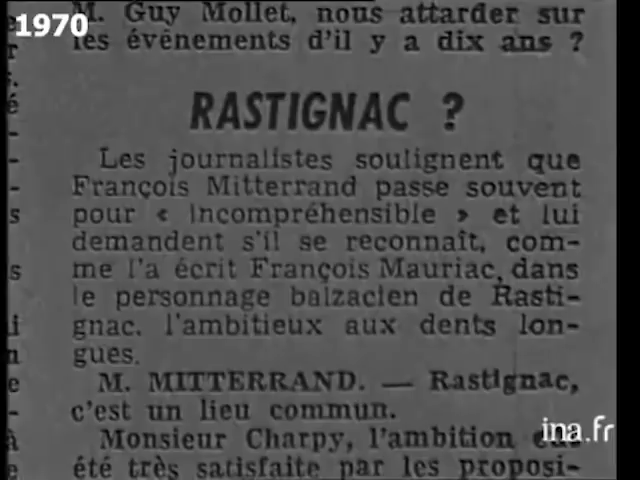 1970
M. Guy Mollet, nous attarder sur
les événements d'il y a dix ans ?
RASTIGNAC ?
Les journalistes soulignent que
François Mitterrand passe souvent
pour « incompréhensible » et lui
demandent s'il se reconnaît, com-
me l'a écrit François Mauriac, dans
le personnage balzacien de Rasti-
gnac, l'ambitieux aux dents lon-
gues.
M. MITTERRAND. — Rastignac,
c'est un lieu commun.
Monsieur Charpy, l'ambition
été très satisfaite par les proposi-
ina.fr